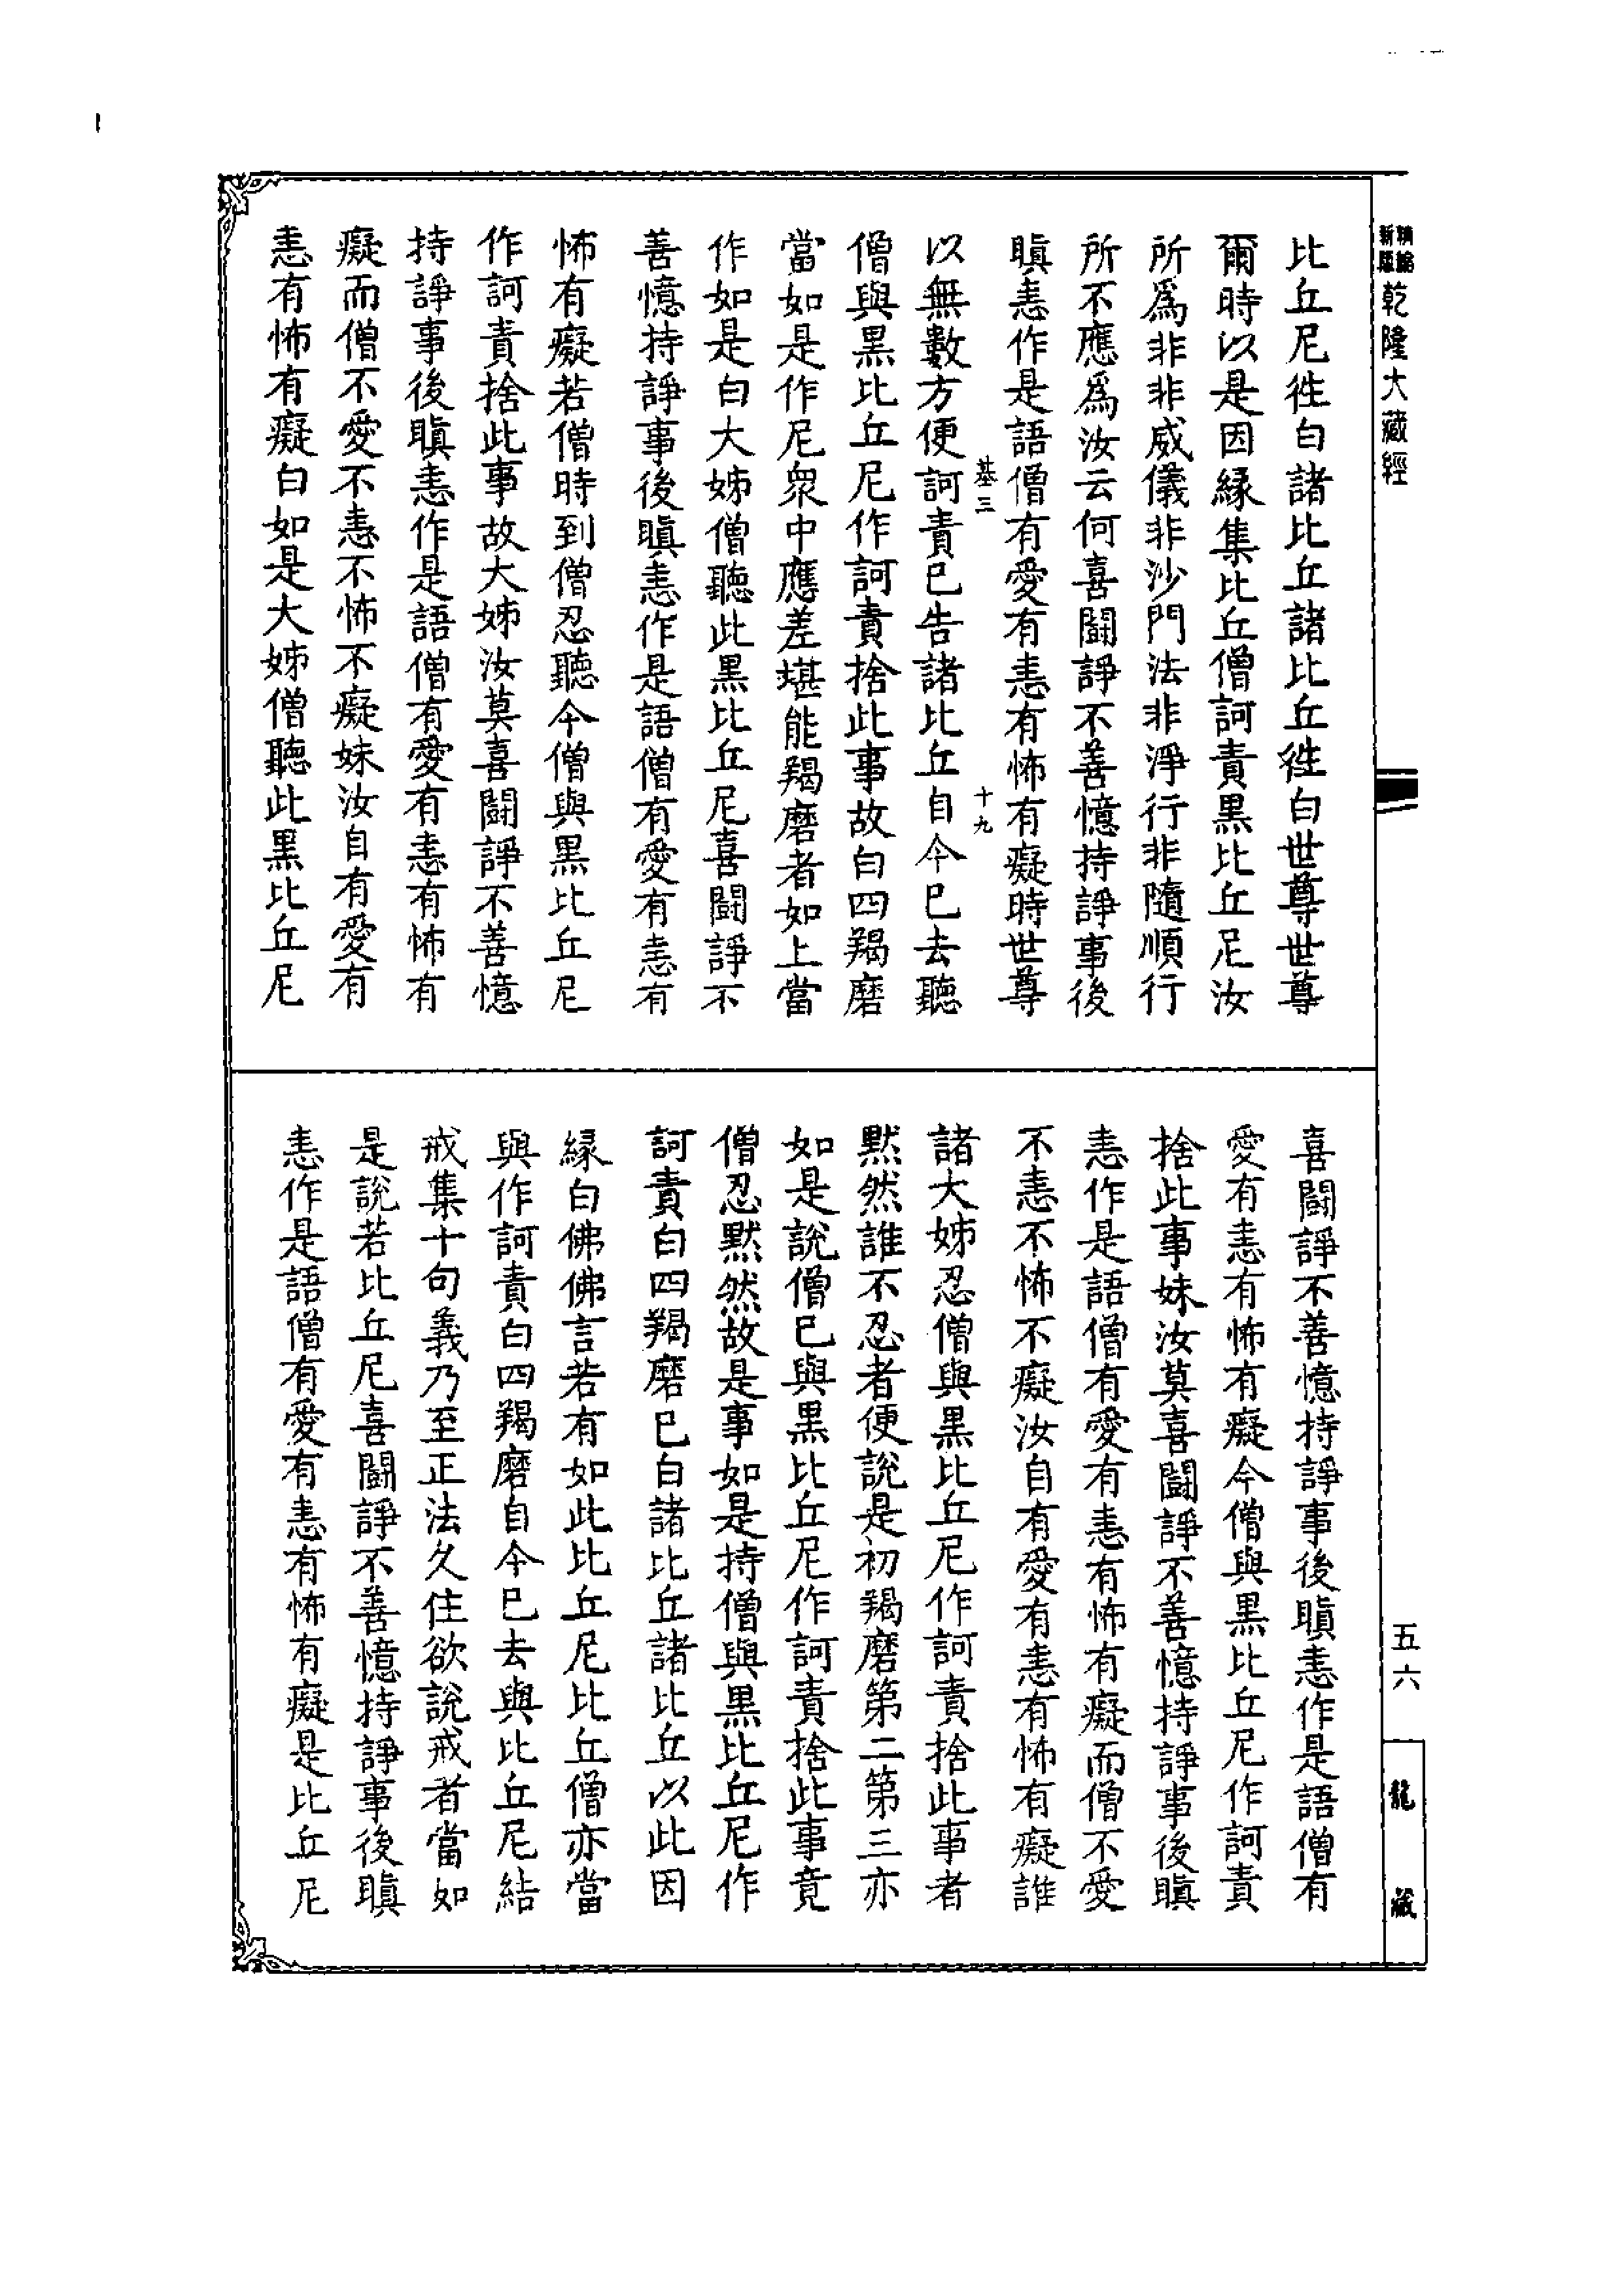 乾隆大藏經
比丘尼徃白諸比丘諸比丘徃白世尊世尊
爾時以是因緣集比丘僧訶責黑比丘尼汝
所爲非非威儀非沙門法非淨行非隨順行
所不應爲汝云何喜鬪諍不善憶持諍事後
瞋恚作是語僧有愛有恚有怖有癡時世尊
基三
十九
以無數方便訶責已告諸比丘自今已去聽
僧與黑比丘尼作訶責捨此事故白四羯磨
當如是作尼衆中應差堪能羯磨者如上當
作如是白大姊僧聽此黑比丘尼喜鬪諍不
善憶持諍事後瞋恚作是語僧有愛有恚有
怖有癡若僧時到僧忍聽今僧與黑比丘尼
作訶責捨此事故大姊汝莫喜鬪諍不善憶
持諍事後瞋恚作是語僧有愛有恚有怖有
癡而僧不愛不恚不怖不癡妹汝自有愛有
恚有怖有癡白如是大姊僧聽此黑比丘尼
喜鬪諍不善憶持諍事後瞋恚作是語僧有
愛有恚有怖有癡今僧與黑比丘尼作訶責
捨此事妹汝莫喜鬪諍不善憶持諍事後瞋
恚作是語僧有愛有恚有怖有癡而僧不愛
不恚不怖不癡汝自有愛有恚有怖有癡誰
諸大姊忍僧與黑比丘尼作訶責捨此事者
默然誰不忍者便說是初羯磨第二第三亦
如是說僧已與黑比丘尼作訶責捨此事竟
僧忍默然故是事如是持僧與黑比丘尼作
訶責白四羯磨已白諸比丘諸比丘以此因
緣白佛佛言若有如此比丘尼比丘僧亦當
與作訶責白四羯磨自今已去與比丘尼結
戒集十句義乃至正法久住欲說戒者當如
是說若比丘尼喜鬪諍不善憶持諍事後瞋
恚作是語僧有愛有恚有怖有癡是比丘尼
五六
龍藏